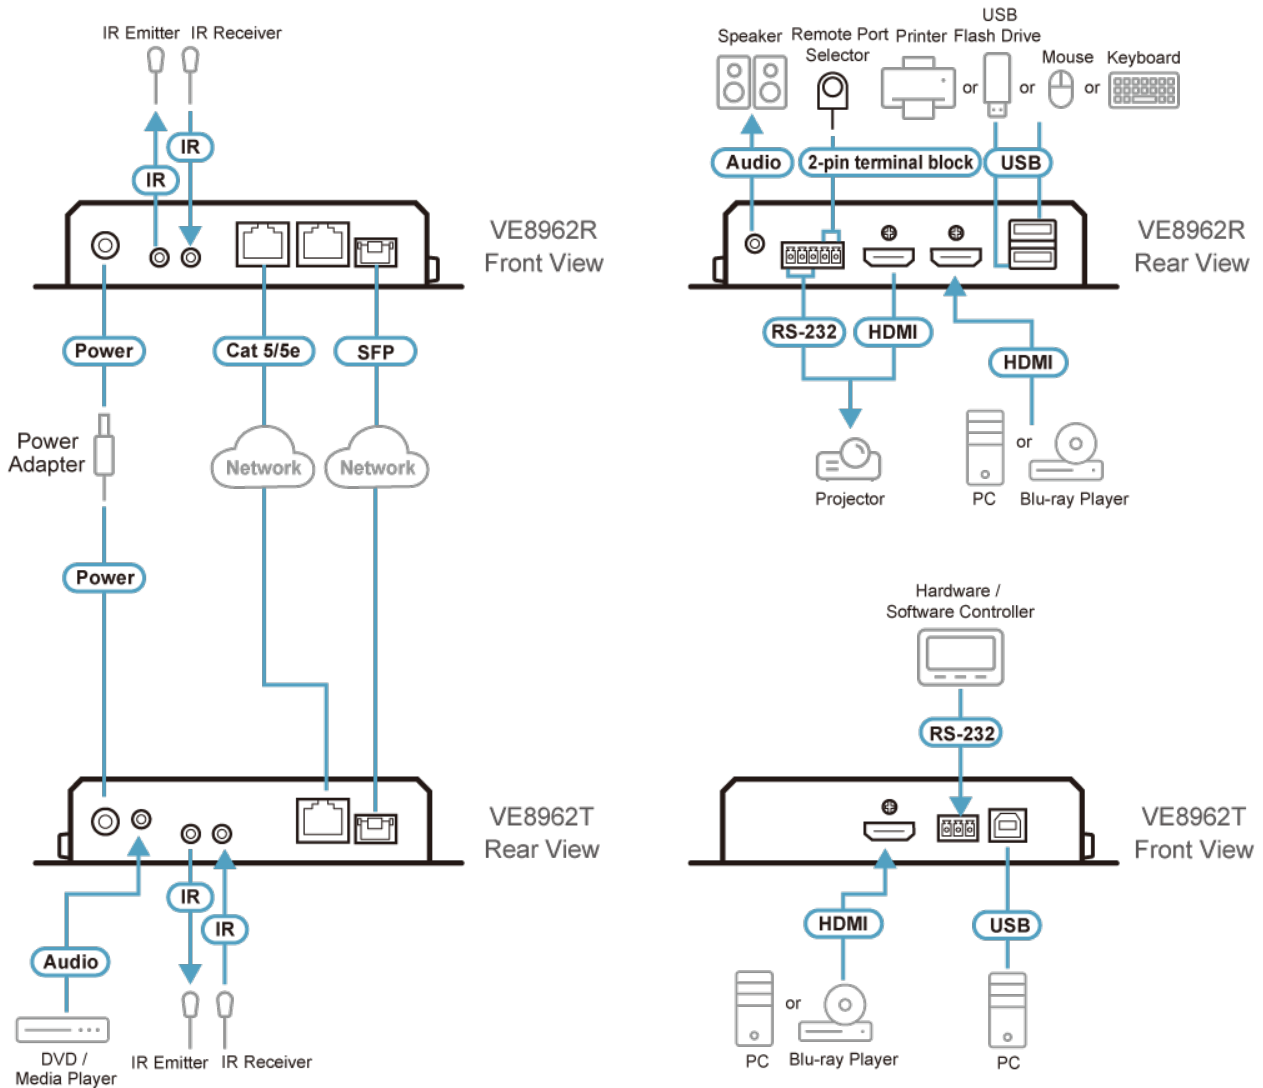 IR Emitter IR Receiver
IR
IR
VE8962R
Front View
Power
Cat 5/5e
SFP
Power
Adapter
Network
Network
Power
VE8962T
Rear View
IR
IR
Audio
DVD /
Media Player
IR Emitter
IR Receiver
Speaker
Remote Port
Selector
Printer
USB
Flash Drive
Mouse
Keyboard
or
or
or
Audio
2-pin terminal block
USB
VE8962R
Rear View
RS-232
HDMI
HDMI
or
Projector
PC
Blu-ray Player
Hardware /
Software Controller
RS-232
VE8962T
Front View
HDMI
USB
or
PC
Blu-ray Player
PC